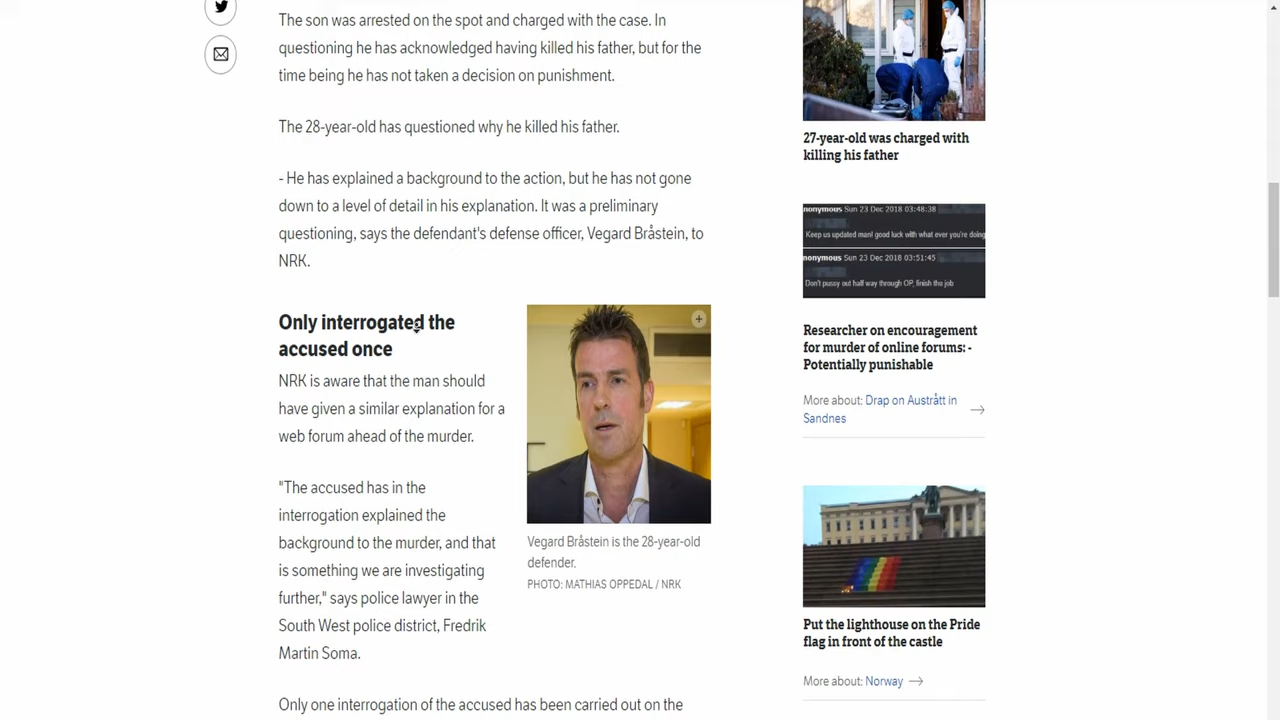 The son was arrested on the spot and charged with the case. In
questioning he has acknowledged having killed his father, but for the
time being he has not taken a decision on punishment.
The 28-year-old has questioned why he killed his father.
- He has explained a background to the action, but he has not gone
down to a level of detail in his explanation. It was a preliminary
questioning, says the defendant's defense officer, Vegard Bråstein, to
NRK.
Only interrogated the
accused once
NRK is aware that the man should
have given a similar explanation for a
web forum ahead of the murder.
"The accused has in the
interrogation explained the
background to the murder, and that
is something we are investigating
further," says police lawyer in the
South West police district, Fredrik
Martin Soma.
Only one interrogation of the accused has been carried out on the
Vegard Bråstein is the 28-year-old
defender.
PHOTO: MATHIAS OPPEDAL / NRK
27-year-old was charged with
killing his father
nonymous Sun 23 Dec 2018 03:48:38
Keep us updated man! good luck with what ever you're doing
nonymous Sun 23 Dec 2018 03:51:45
Don't pussy out half way through OP, finish the job
Researcher on encouragement
for murder of online forums: -
Potentially punishable
More about: Drap on Austrått in
Sandnes
Put the lighthouse on the Pride
flag in front of the castle
More about: Norway